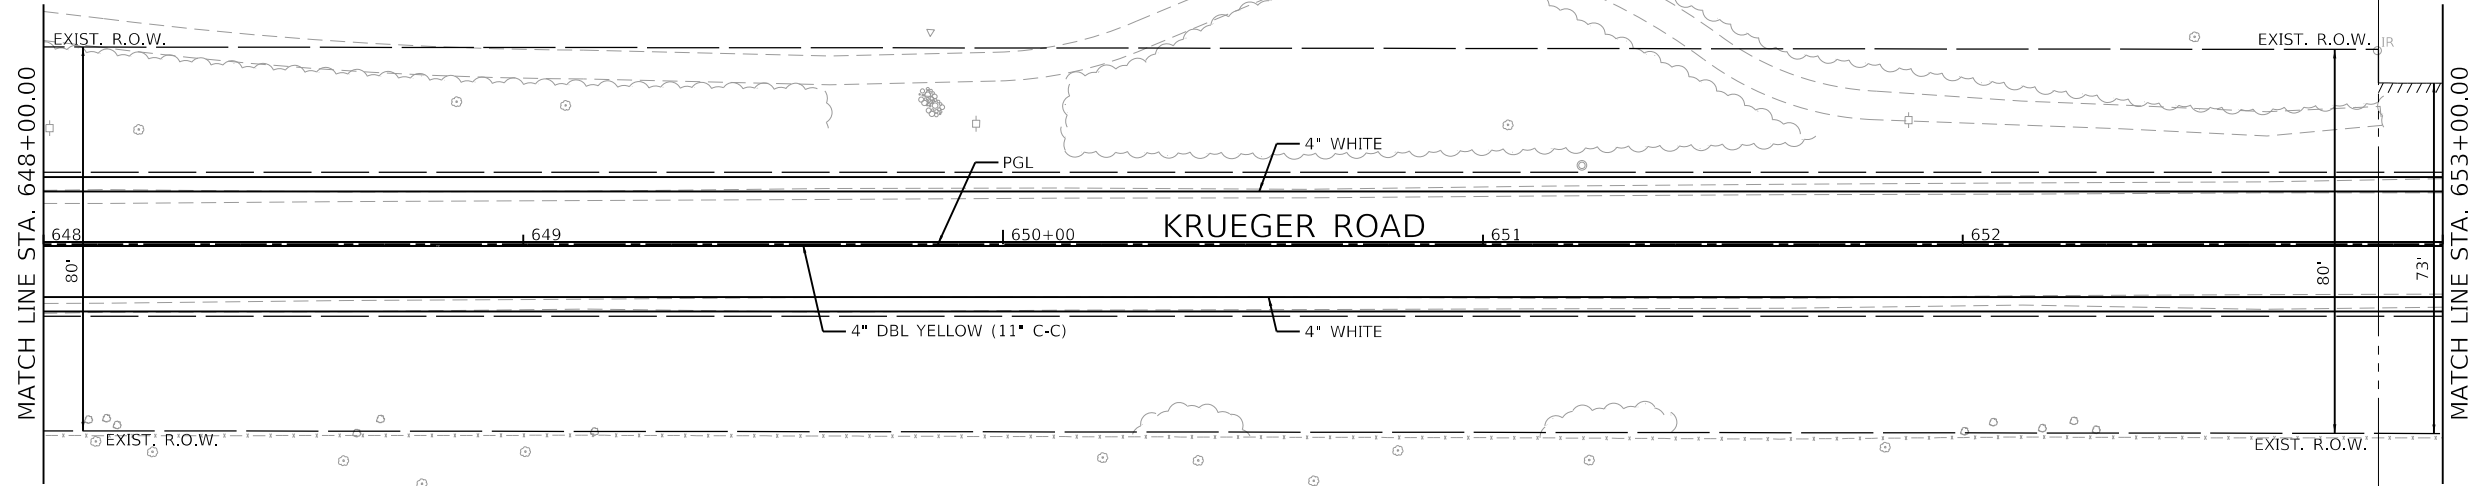 EXIST. R.O.W.
EXIST. R.O.W.
IR
MATCH LINE STA. 648+00.00
MATCH LINE STA. 653+00.00
4" WHITE
PGL
KRUEGER ROAD
648
649
650+00
651
652
80'
80'
73'
4" DBL YELLOW (11" C-C)
4" WHITE
EXIST. R.O.W.
EXIST. R.O.W.